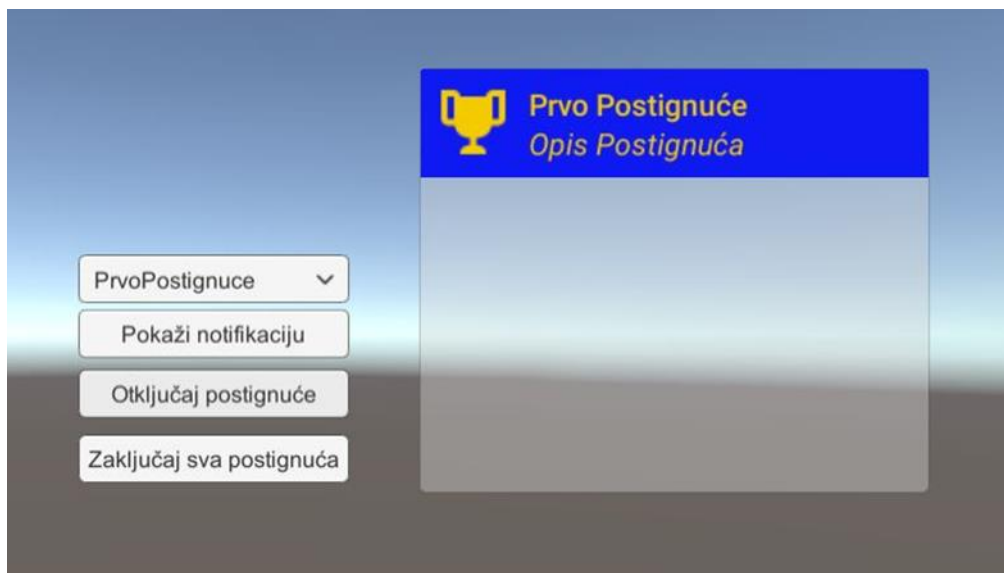 Prvo Postignuće
Opis Postignuća
PrvoPostignuce
Pokaži notifikaciju
Otključaj postignuće
Zaključaj sva postignuća